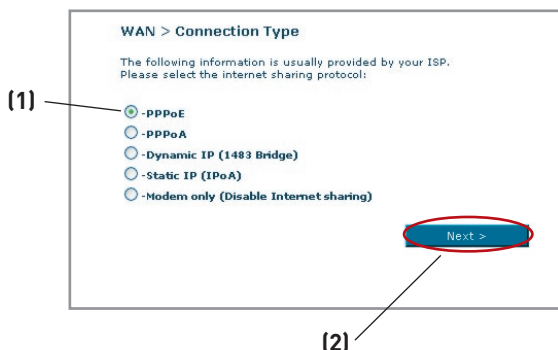 WAN > Connection Type
The following information is usually provided by your ISP.
Please select the internet sharing protocol:
(1)
-PPPoE
-PPPoA
-Dynamic IP (1483 Bridge)
-Static IP (IPoA)
-Modem only (Disable Internet sharing)
Next >
(2)